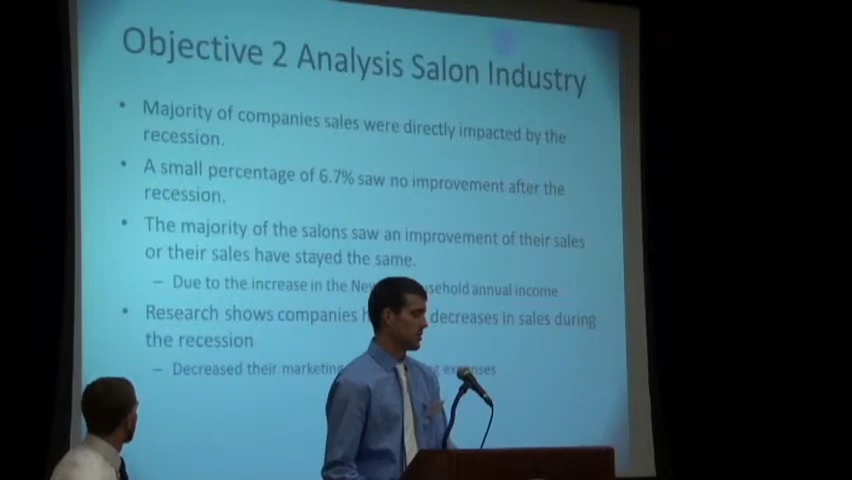 Objective 2 Analysis Salon Industry
• Majority of companies sales were directly impacted by the
recession.
• A small percentage of 6.7% saw no improvement after the
recession.
• The majority of the salons saw an improvement of their sales
or their sales have stayed the same.
– Due to the increase in the New annual income
• Research shows companies decreases in sales during
the recession
– Decreased their marketing expenses